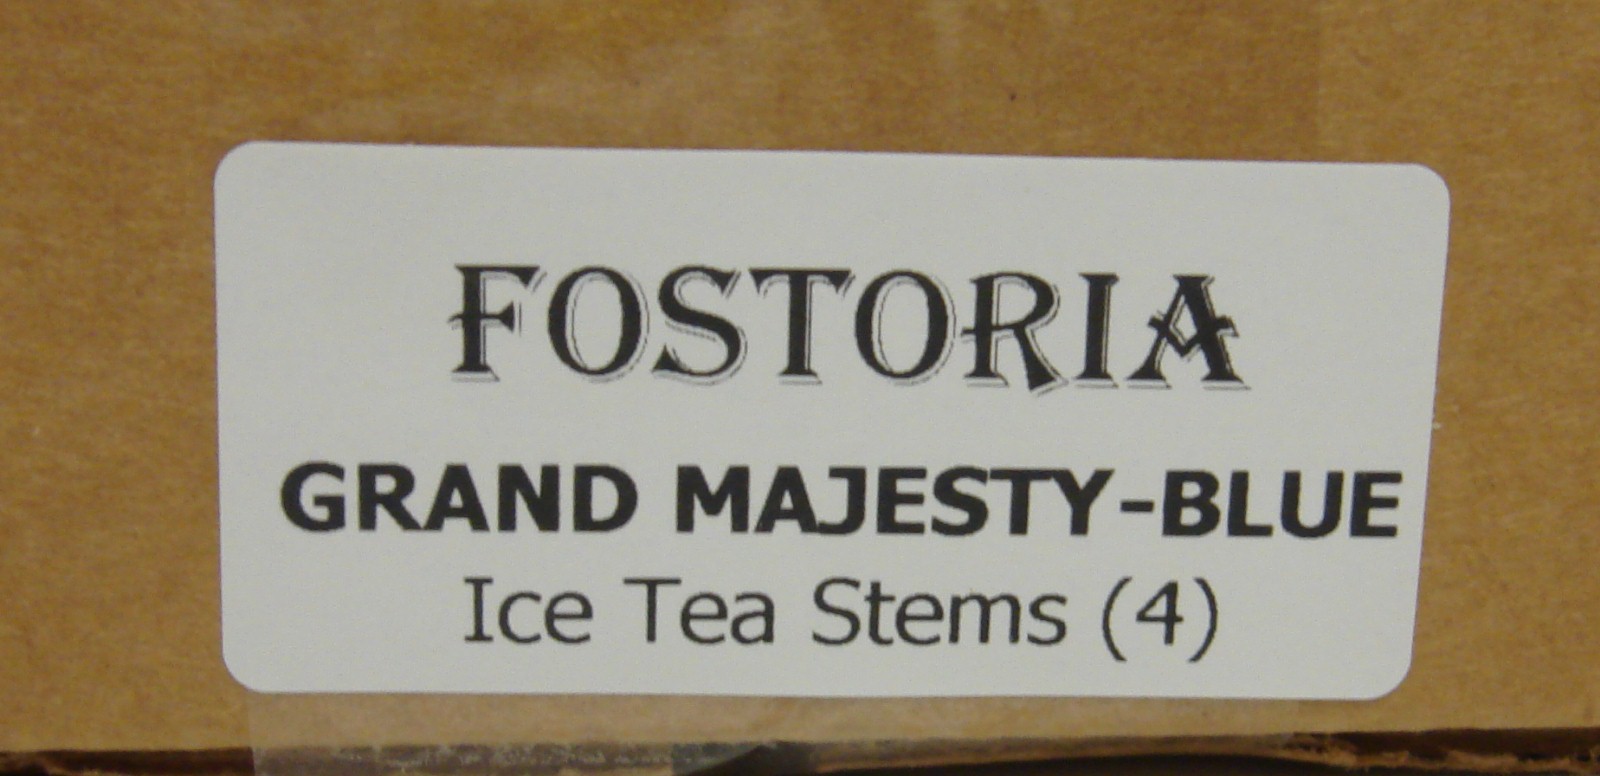 FOSTORIA
GRAND MAJESTY-BLUE
Ice Tea Stems (4)